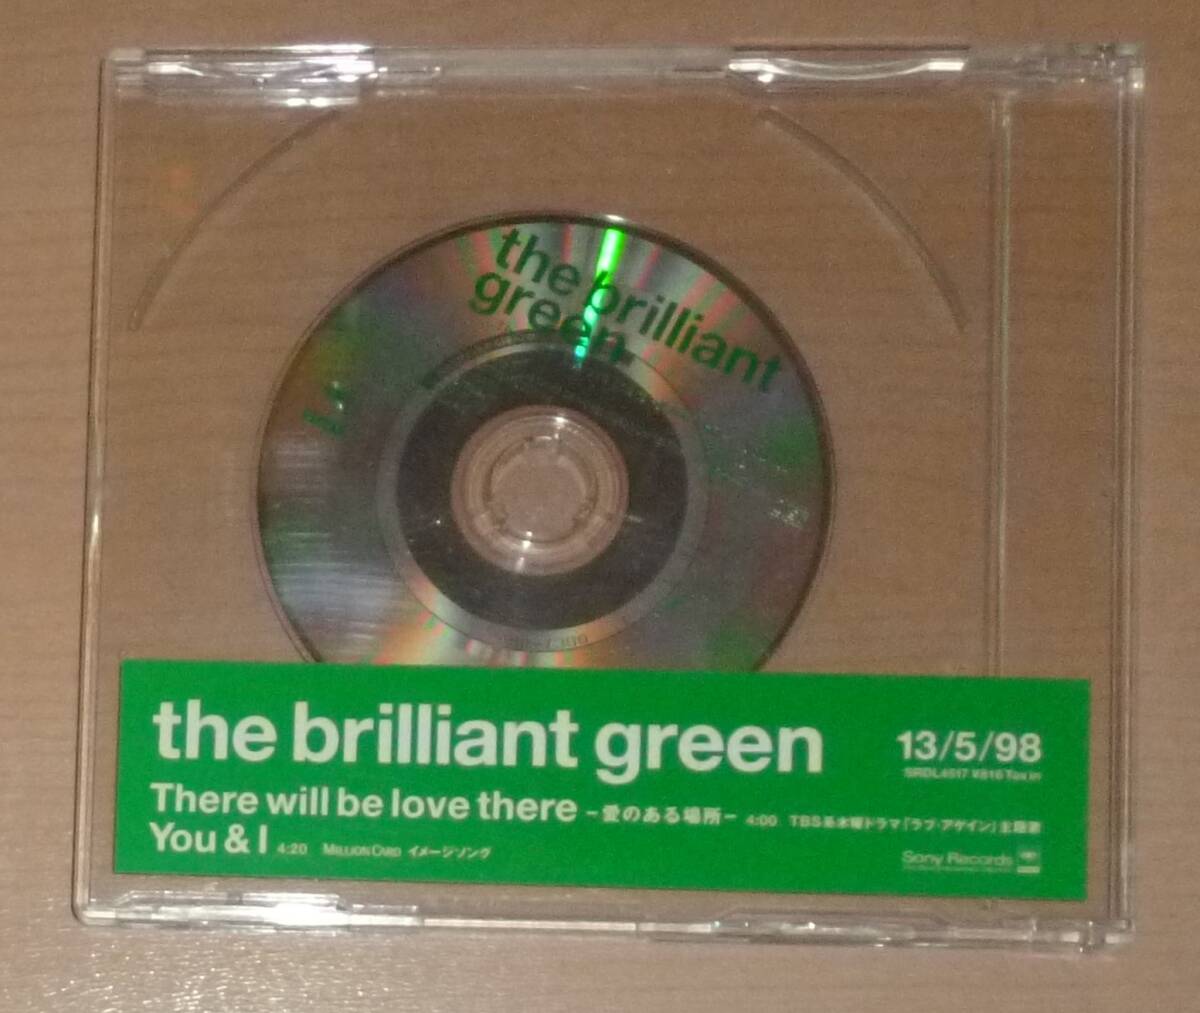 the brilliant
green
the brilliant green
13/5/98
SRDL4517 ¥816 Tax in
There will be love there -愛のある場所- 4:00 TBS系水曜ドラマ「ラブ・アゲイン」主題歌
You & I 4:20 MILLION CARD イメージソング
Sony Records